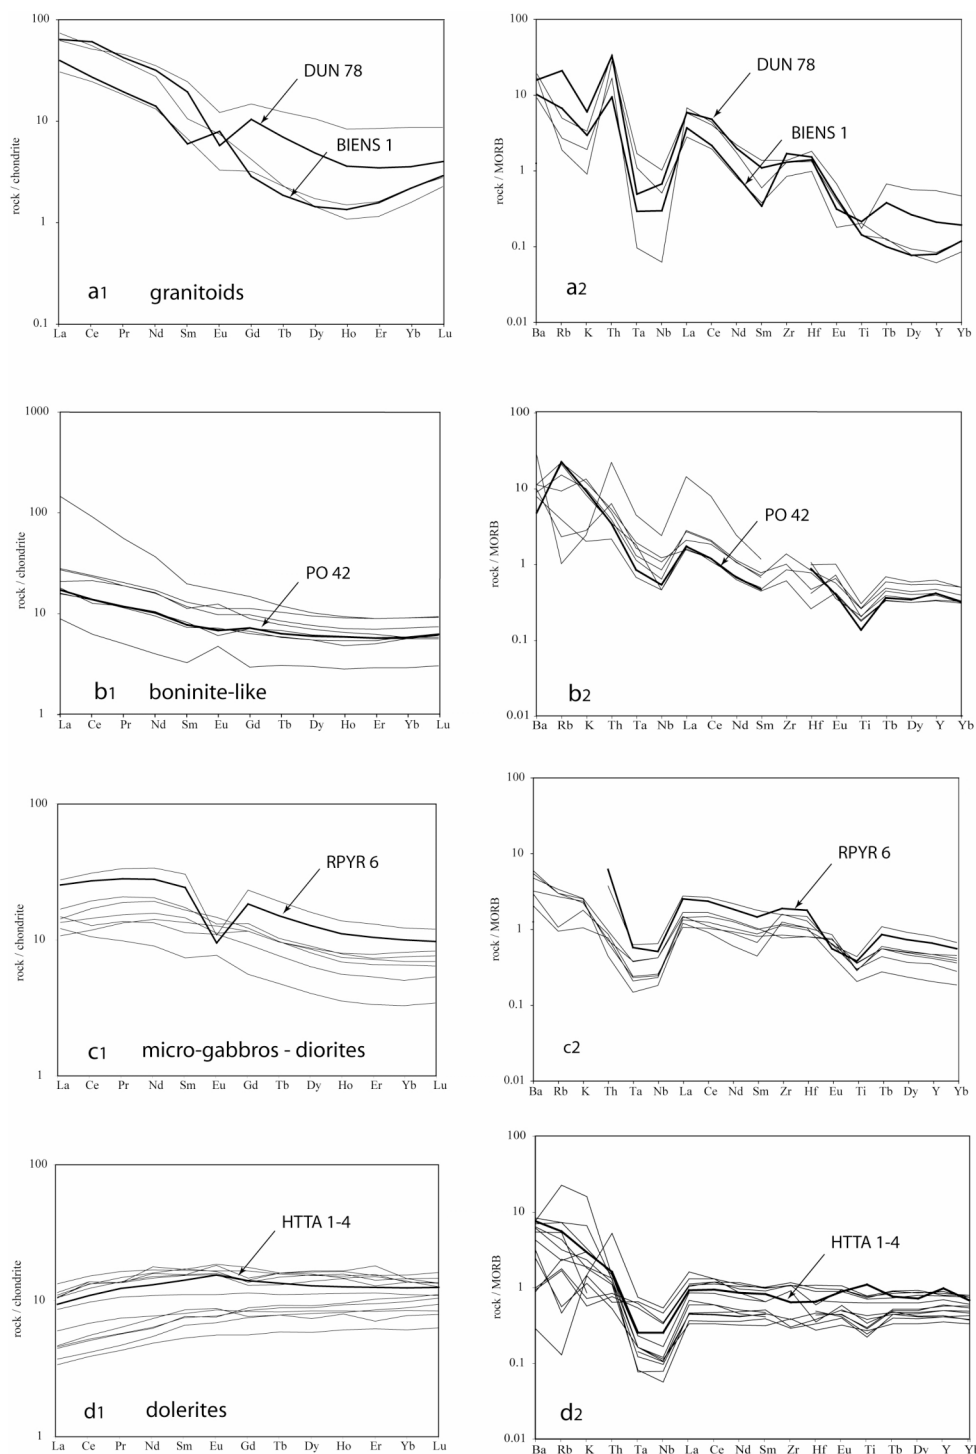 100
10
1
0.1
rock / chondrite
DUN 78
BIENS 1
a1 granitoids
La Ce Pr Nd Sm Eu Gd Tb Dy Ho Er Yb Lu
100
10
1
0.1
0.01
rock / MORB
DUN 78
BIENS 1
a2
Ba Rb K Th Ta Nb La Ce Nd Sm Zr Hf Eu Ti Tb Dy Y Yb
1000
100
10
1
rock / chondrite
PO 42
b1 boninite-like
La Ce Pr Nd Sm Eu Gd Tb Dy Ho Er Yb Lu
100
10
1
0.1
0.01
rock / MORB
PO 42
b2
Ba Rb K Th Ta Nb La Ce Nd Sm Zr Hf Eu Ti Tb Dy Y Yb
100
10
1
rock / chondrite
RPYR 6
c1 micro-gabbros - diorites
La Ce Pr Nd Sm Eu Gd Tb Dy Ho Er Yb Lu
100
10
1
0.1
0.01
rock / MORB
RPYR 6
c2
Ba Rb K Th Ta Nb La Ce Nd Sm Zr Hf Eu Ti Tb Dy Y Yb
100
10
1
rock / chondrite
HTTA 1-4
d1 dolerites
La Ce Pr Nd Sm Eu Gd Tb Dy Ho Er Yb Lu
100
10
1
0.1
0.01
rock / MORB
HTTA 1-4
d2
Ba Rb K Th Ta Nb La Ce Nd Sm Zr Hf Eu Ti Tb Dy Y